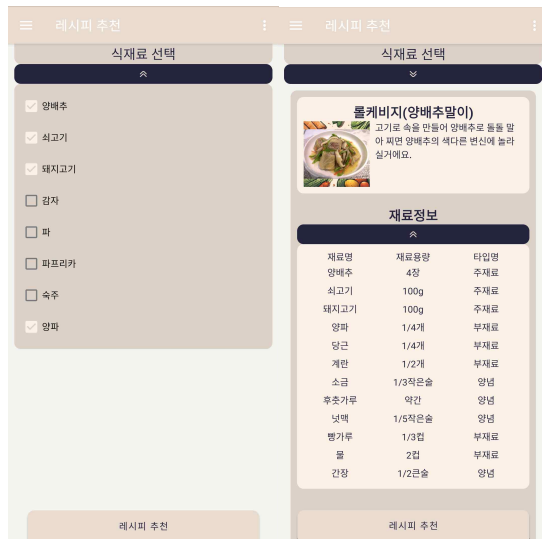 레시피 추천
식재료 선택
양배추
쇠고기
돼지고기
감자
파
파프리카
숙주
양파
레시피 추천
레시피 추천
식재료 선택
롤케비지(양배추말이)
고기로 속을 만들어 양배추로 돌돌 말
아 찌면 양배추의 색다른 변신에 놀라
실거에요.
재료정보
재료명 재료용량 타입명
양배추 4장 주재료
쇠고기 100g 주재료
돼지고기 100g 주재료
양파 1/4개 부재료
당근 1/4개 부재료
계란 1/2개 부재료
소금 1/3작은술 양념
후춧가루 약간 양념
넛맥 1/5작은술 양념
빵가루 1/3컵 부재료
물 2컵 부재료
간장 1/2큰술 양념
레시피 추천